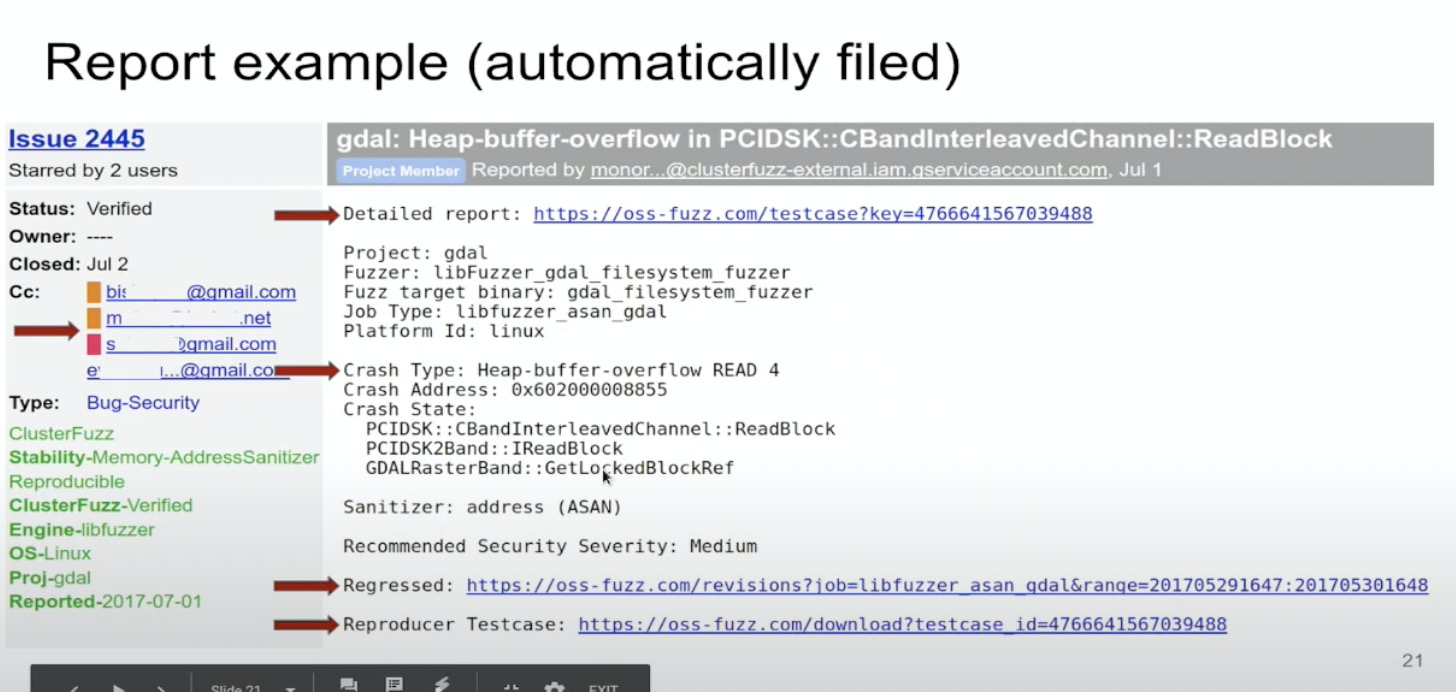 Report example (automatically filed)
Issue 2445
Starred by 2 users
gdal: Heap-buffer-overflow in PCIDSK::CBandInterleavedChannel::ReadBlock
Project Member Reported by monor...@clusterfuzz-external.iam.gserviceaccount.com, Jul 1
Status: Verified
Owner: ----
Closed: Jul 2
Cc: bis @gmail.com
m .net
s @gmail.com
e ...@gmail.co
Type: Bug-Security
ClusterFuzz
Stability-Memory-AddressSanitizer
Reproducible
ClusterFuzz-Verified
Engine-libfuzzer
OS-Linux
Proj-gdal
Reported-2017-07-01
Detailed report: https://oss-fuzz.com/testcase?key=4766641567039488
Project: gdal
Fuzzer: libFuzzer_gdal_filesystem_fuzzer
Fuzz target binary: gdal_filesystem_fuzzer
Job Type: libfuzzer_asan_gdal
Platform Id: linux
Crash Type: Heap-buffer-overflow READ 4
Crash Address: 0x602000008855
Crash State:
PCIDSK::CBandInterleavedChannel::ReadBlock
PCIDSK2Band::IReadBlock
GDALRasterBand::GetLockedBlockRef
Sanitizer: address (ASAN)
Recommended Security Severity: Medium
Regressed: https://oss-fuzz.com/revisions?job=libfuzzer_asan_gdal&range=201705291647:201705301648
Reproducer Testcase: https://oss-fuzz.com/download?testcase_id=4766641567039488
21
Slide 21
EXIT